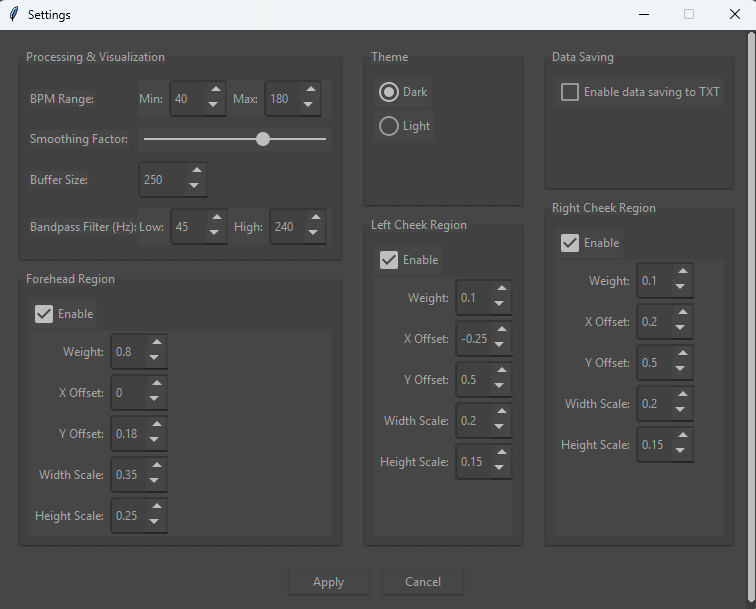 Settings
Processing & Visualization
BPM Range: Min: 40 Max: 180
Smoothing Factor:
Buffer Size: 250
Bandpass Filter (Hz): Low: 45 High: 240
Forehead Region
Enable
Weight: 0.8
X Offset: 0
Y Offset: 0.18
Width Scale: 0.35
Height Scale: 0.25
Theme
Dark
Light
Left Cheek Region
Enable
Weight: 0.1
X Offset: -0.25
Y Offset: 0.5
Width Scale: 0.2
Height Scale: 0.15
Data Saving
Enable data saving to TXT
Right Cheek Region
Enable
Weight: 0.1
X Offset: 0.2
Y Offset: 0.5
Width Scale: 0.2
Height Scale: 0.15
Apply Cancel